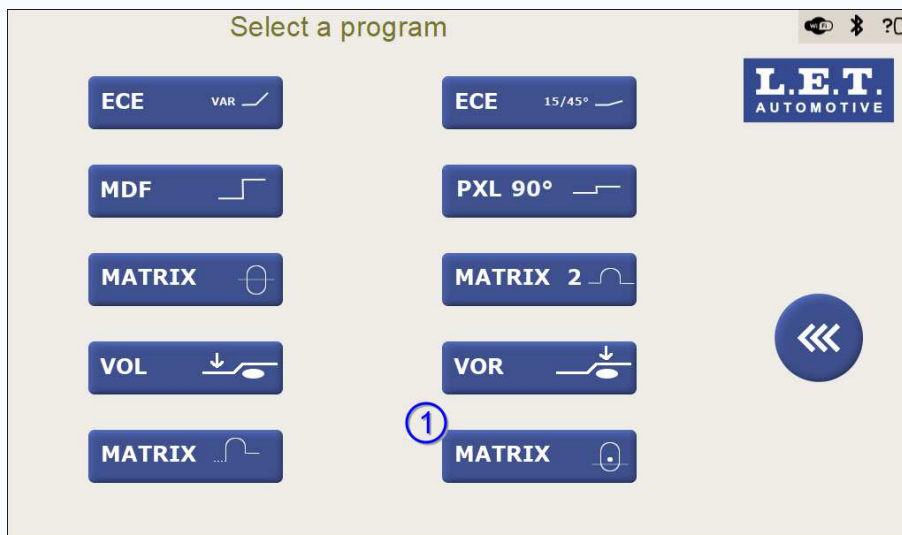 Select a program
WiFi
L.E.T.
AUTOMOTIVE
ECE VAR
ECE 15/45°
MDF
PXL 90°
MATRIX
MATRIX 2
VOL
VOR
1
MATRIX
MATRIX